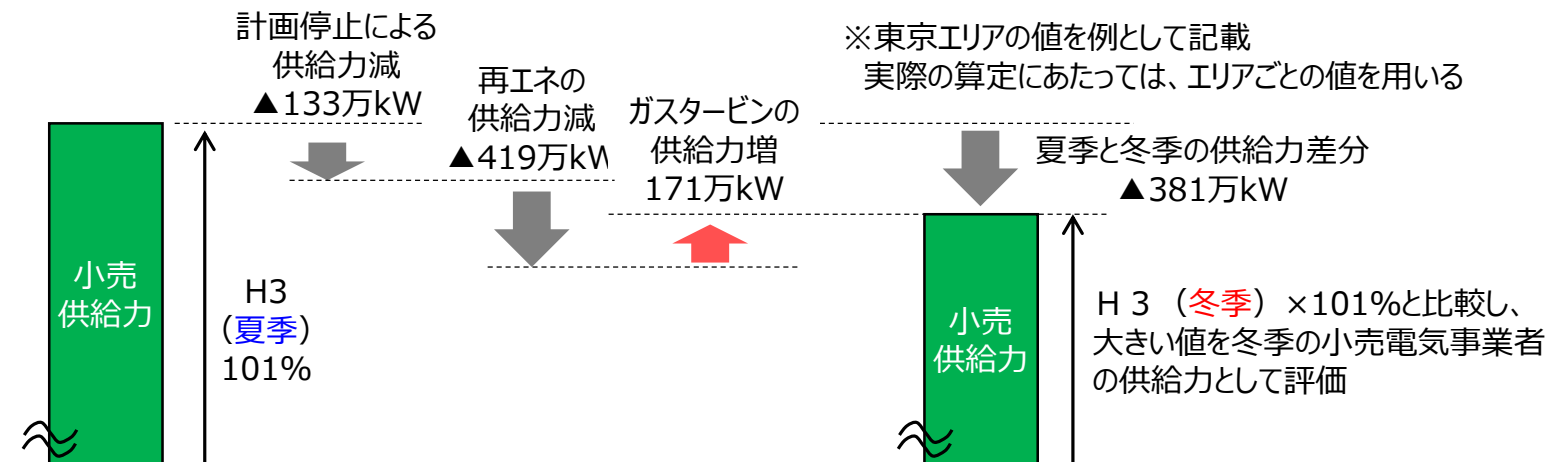 計画停止による
供給力減
▲133万kW
再エネの
供給力減
▲419万kW
ガスタービンの
供給力増
171万kW
※東京エリアの値を例として記載
実際の算定にあたっては、エリアごとの値を用いる
夏季と冬季の供給力差分
▲381万kW
小売
供給力
H3
(夏季)
101%
小売
供給力
H 3 (冬季) ×101%と比較し、
大きい値を冬季の小売電気事業者
の供給力として評価